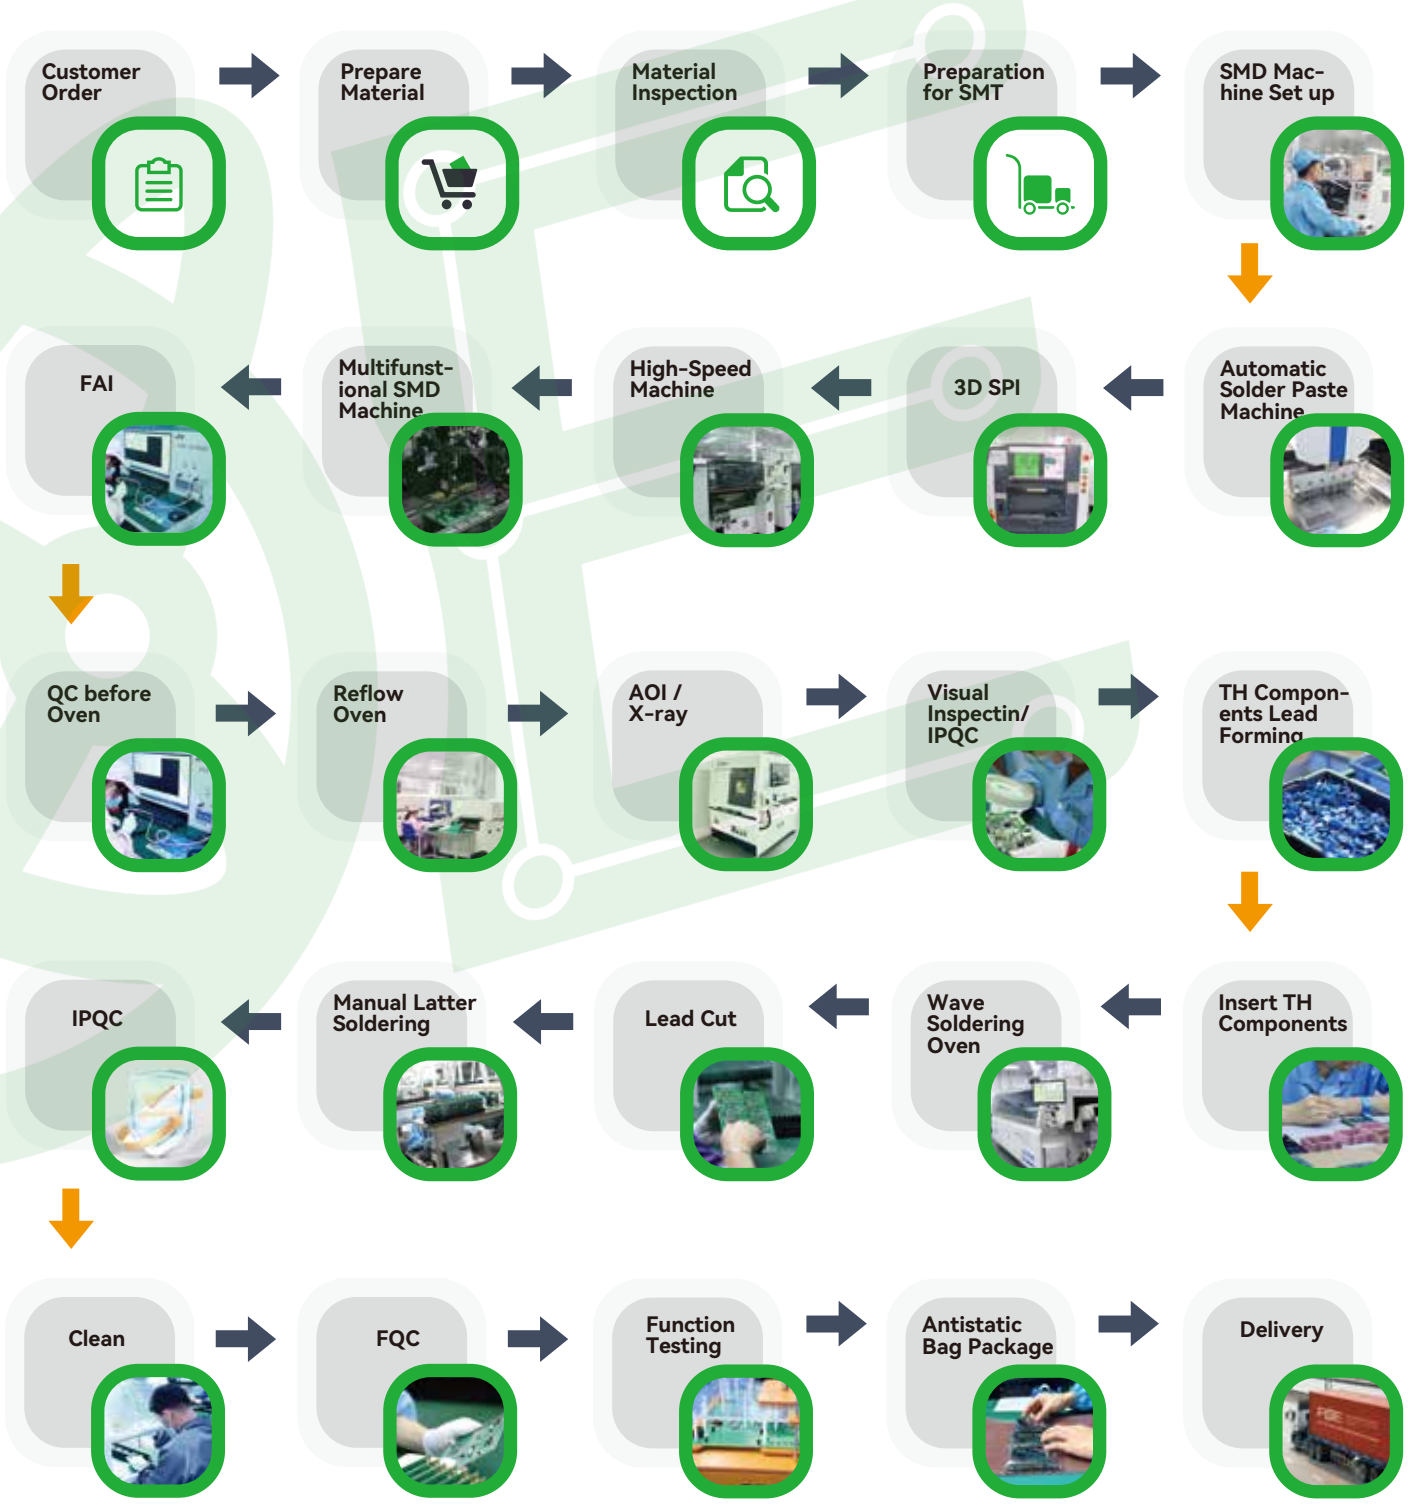 Customer
Order
Prepare
Material
Material
Inspection
Preparation
for SMT
SMD Mac-
hine Set up
FAI
Multifunst-
ional SMD
Machine
High-Speed
Machine
3D SPI
Automatic
Solder Paste
Machine
QC before
Oven
Reflow
Oven
AOI /
X-ray
Visual
Inspectin/
IPQC
TH Compon-
ents Lead
Forming
IPQC
Manual Latter
Soldering
Lead Cut
Wave
Soldering
Oven
Insert TH
Components
Clean
FQC
Function
Testing
Antistatic
Bag Package
Delivery